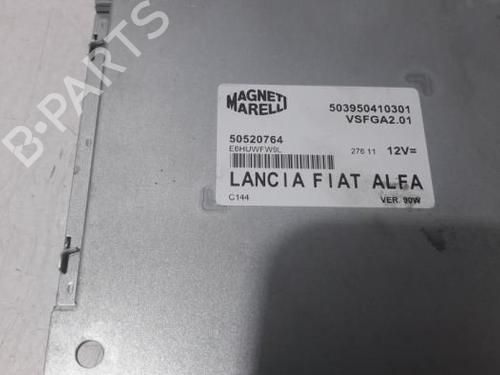 B-PARTS
MAGNETI
MARELLI
503950410301
VSFGA2.01
50520764
E6HUWFW9L
276 11 12V=
LANCIA FIAT ALFA
C144 VER. 90W